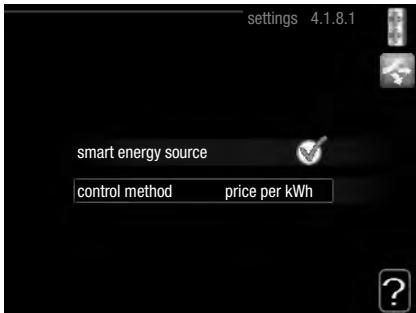 settings 4.1.8.1
smart energy source
control method price per kWh
?